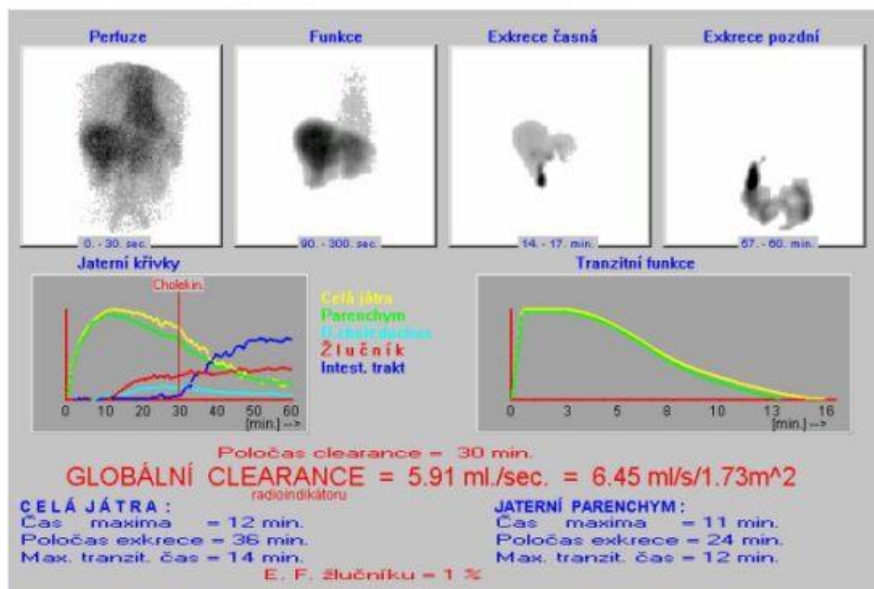 Perfuze
Funkce
Exkrece časná
Exkrece pozdní
0. - 30. sec.
90. - 300. sec.
14. - 17. min.
57. - 60. min.
Jaterní křivky
Tranzitní funkce
Cholekin.
Celá játra
Parenchym
D.choledochus
Žlučník
Intest. trakt
0 10 20 30 40 50 60
[min.] -->
0 3 5 8 10 13 16
[min.] -->
Poločas clearance = 30 min.
GLOBÁLNÍ CLEARANCE = 5.91 ml./sec. = 6.45 ml/s/1.73m^2
radioindikátoru
CELÁ JÁTRA :
Čas maxima = 12 min.
Poločas exkrece = 36 min.
Max. tranzit. čas = 14 min.
JATERNÍ PARENCHYM :
Čas maxima = 11 min.
Poločas exkrece = 24 min.
Max. tranzit. čas = 12 min.
E. F. žlučníku = 1 %